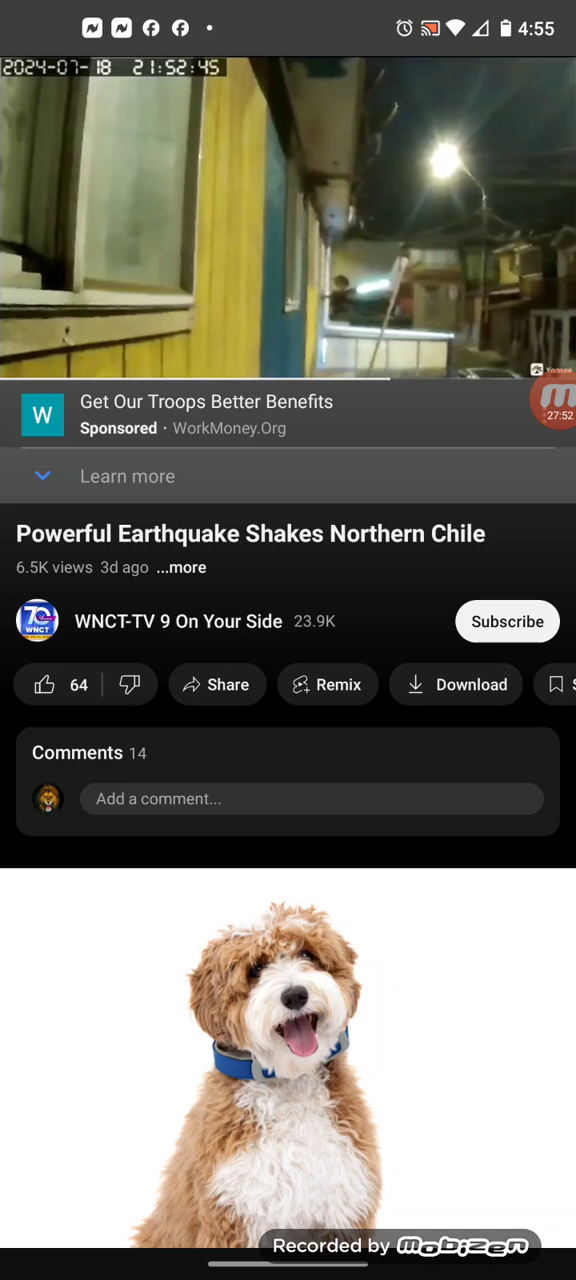 4:55
2024-07-18 21:52:45
W
Get Our Troops Better Benefits
Sponsored · WorkMoney.Org
27:52
Learn more
Powerful Earthquake Shakes Northern Chile
6.5K views 3d ago ...more
70
WNCT
WNCT-TV 9 On Your Side 23.9K
Subscribe
64
Share
Remix
Download
Comments 14
Add a comment...
Recorded by mobizen